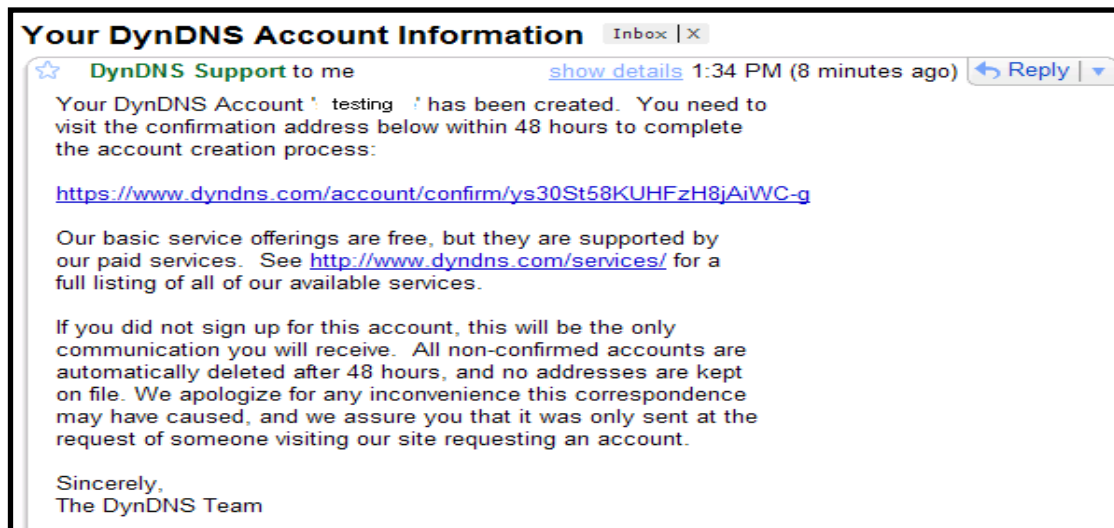 Your DynDNS Account Information Inbox | X
DynDNS Support to me show details 1:34 PM (8 minutes ago) Reply
Your DynDNS Account ' testing ' has been created. You need to
visit the confirmation address below within 48 hours to complete
the account creation process:
https://www.dyndns.com/account/confirm/ys30St58KUHFzH8jAiWC-g
Our basic service offerings are free, but they are supported by
our paid services. See http://www.dyndns.com/services/ for a
full listing of all of our available services.
If you did not sign up for this account, this will be the only
communication you will receive. All non-confirmed accounts are
automatically deleted after 48 hours, and no addresses are kept
on file. We apologize for any inconvenience this correspondence
may have caused, and we assure you that it was only sent at the
request of someone visiting our site requesting an account.
Sincerely,
The DynDNS Team